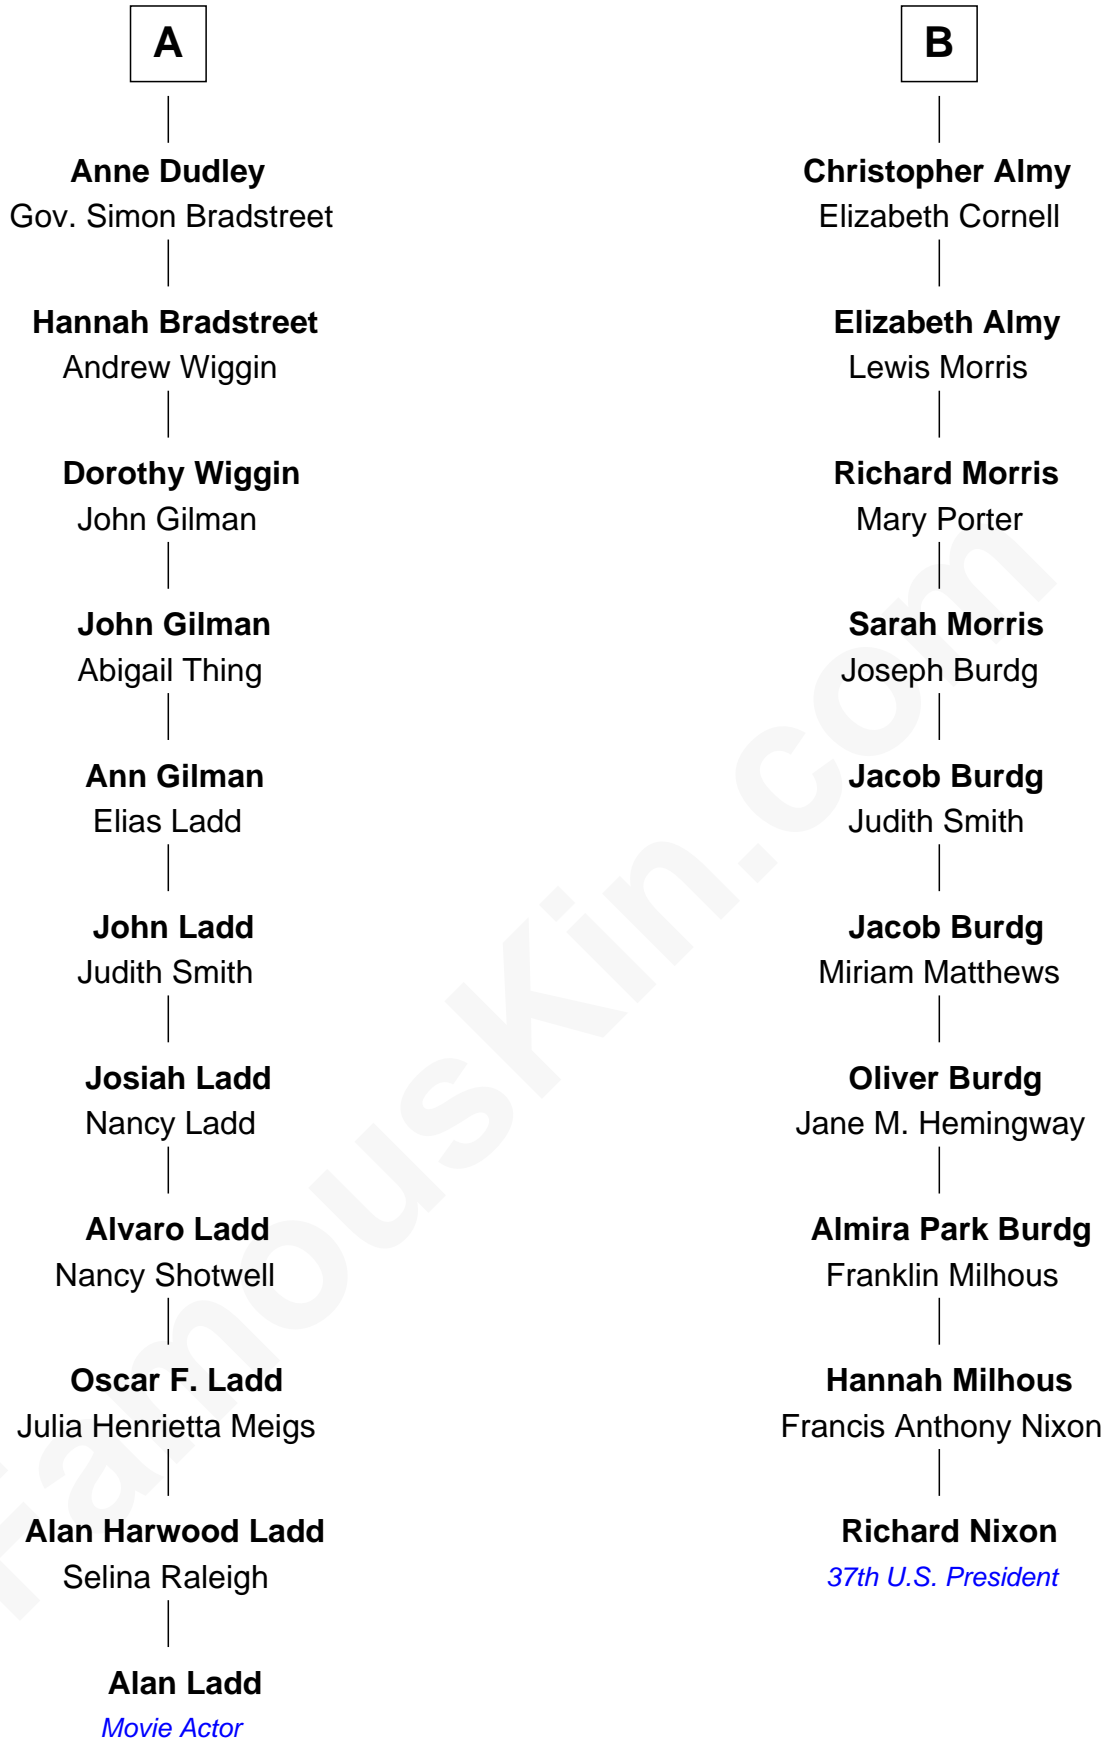 A
Anne Dudley
Gov. Simon Bradstreet
Hannah Bradstreet
Andrew Wiggin
Dorothy Wiggin
John Gilman
John Gilman
Abigail Thing
Ann Gilman
Elias Ladd
John Ladd
Judith Smith
Josiah Ladd
Nancy Ladd
Alvaro Ladd
Nancy Shotwell
Oscar F. Ladd
Julia Henrietta Meigs
Alan Harwood Ladd
Selina Raleigh
Alan Ladd
Movie Actor
B
Christopher Almy
Elizabeth Cornell
Elizabeth Almy
Lewis Morris
Richard Morris
Mary Porter
Sarah Morris
Joseph Burdg
Jacob Burdg
Judith Smith
Jacob Burdg
Miriam Matthews
Oliver Burdg
Jane M. Hemingway
Almira Park Burdg
Franklin Milhous
Hannah Milhous
Francis Anthony Nixon
Richard Nixon
37th U.S. President
FamousKin.com